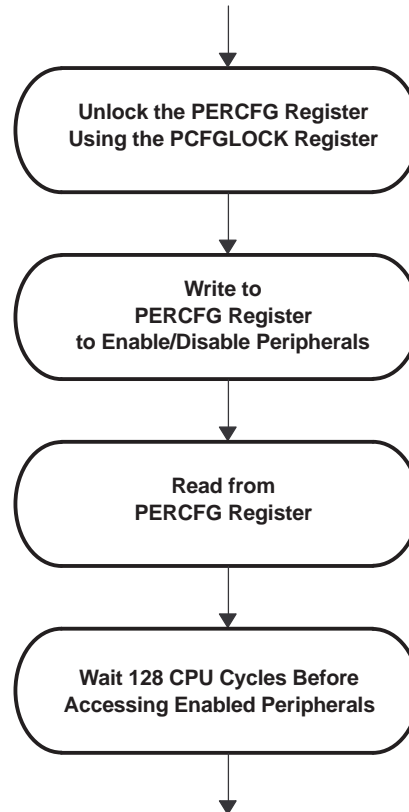 Unlock the PERCFG Register
Using the PCFGLOCK Register
Write to
PERCFG Register
to Enable/Disable Peripherals
Read from
PERCFG Register
Wait 128 CPU Cycles Before
Accessing Enabled Peripherals